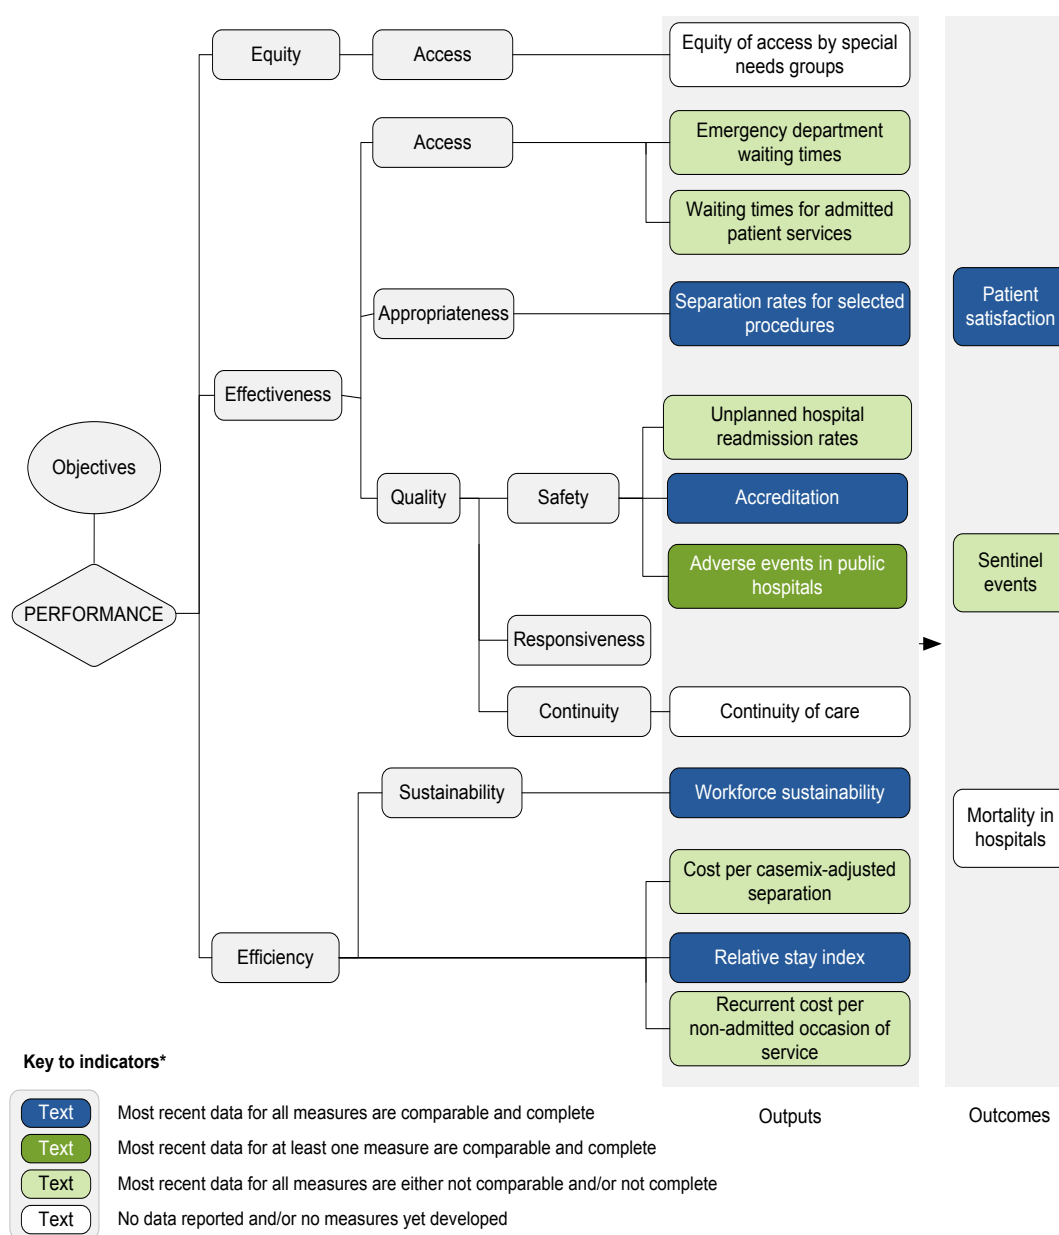 Equity
Access
Equity of access by special
needs groups
Access
Emergency department
waiting times
Waiting times for admitted
patient services
Appropriateness
Separation rates for selected
procedures
Patient
satisfaction
Effectiveness
Unplanned hospital
readmission rates
Objectives
Quality
Safety
Accreditation
Adverse events in public
hospitals
Sentinel
events
PERFORMANCE
Responsiveness
Continuity
Continuity of care
Sustainability
Workforce sustainability
Mortality in
hospitals
Cost per casemix-adjusted
separation
Efficiency
Relative stay index
Recurrent cost per
non-admitted occasion of
service
Key to indicators*
Text
Most recent data for all measures are comparable and complete
Text
Most recent data for at least one measure are comparable and complete
Text
Most recent data for all measures are either not comparable and/or not complete
Text
No data reported and/or no measures yet developed
Outputs
Outcomes